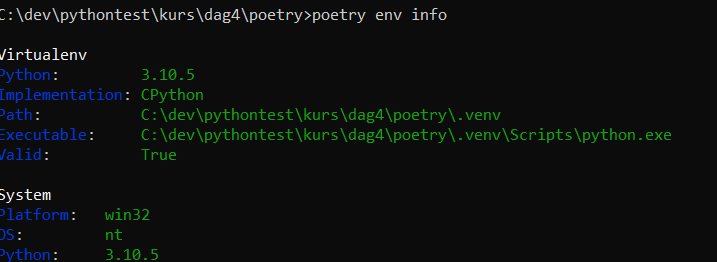 C:\dev\pythontest\kurs\dag4\poetry>poetry env info
Virtualenv
Python: 3.10.5
Implementation: CPython
Path: C:\dev\pythontest\kurs\dag4\poetry\.venv
Executable: C:\dev\pythontest\kurs\dag4\poetry\.venv\Scripts\python.exe
Valid: True
System
Platform: win32
OS: nt
Python: 3.10.5